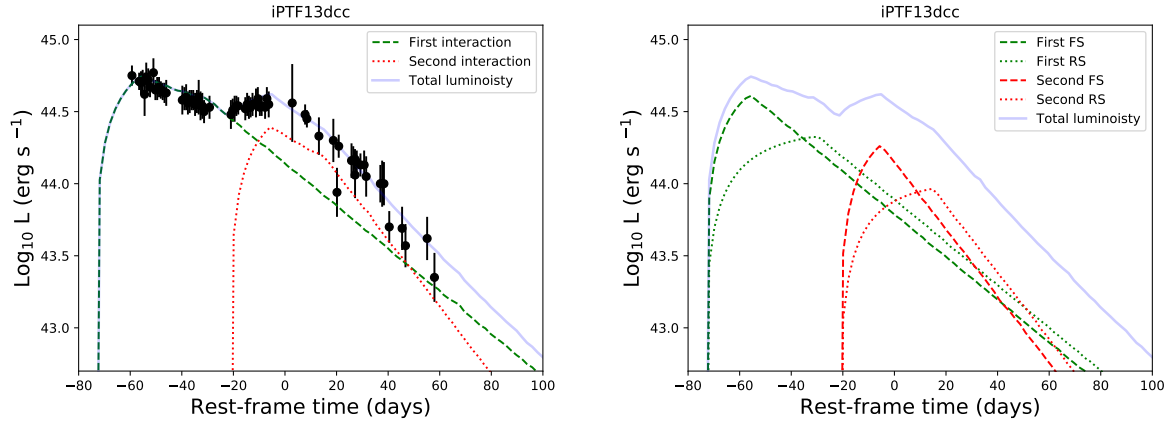 iPTF13dcc
First interaction
Second interaction
Total luminoisty
45.0
44.5
44.0
43.5
43.0
Log10 L (erg s −1)
−80 −60 −40 −20 0 20 40 60 80 100
Rest-frame time (days)
iPTF13dcc
First FS
First RS
Second FS
Second RS
Total luminoisty
45.0
44.5
44.0
43.5
43.0
Log10 L (erg s −1)
−80 −60 −40 −20 0 20 40 60 80 100
Rest-frame time (days)